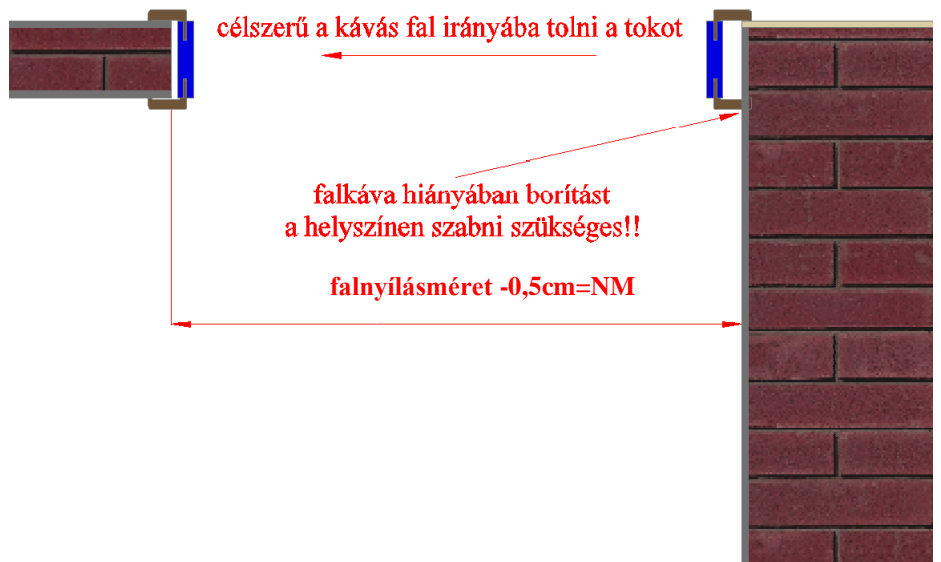 célszerű a kávás fal irányába tolni a tokot
falkáva hiányában borítást
a helyszínen szabni szükséges!!
falnyílásméret -0,5cm=NM